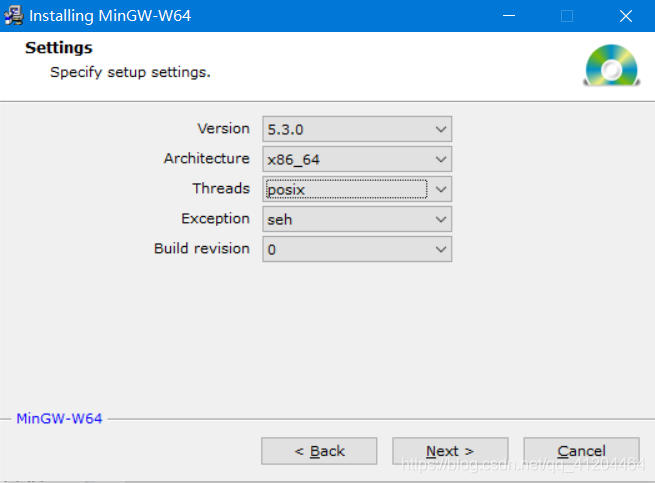 Installing MinGW-W64
Settings
Specify setup settings.
Version 5.3.0
Architecture x86_64
Threads posix
Exception seh
Build revision 0
MinGW-W64
< Back Next > Cancel
https://blog.csdn.net/qq_41204464